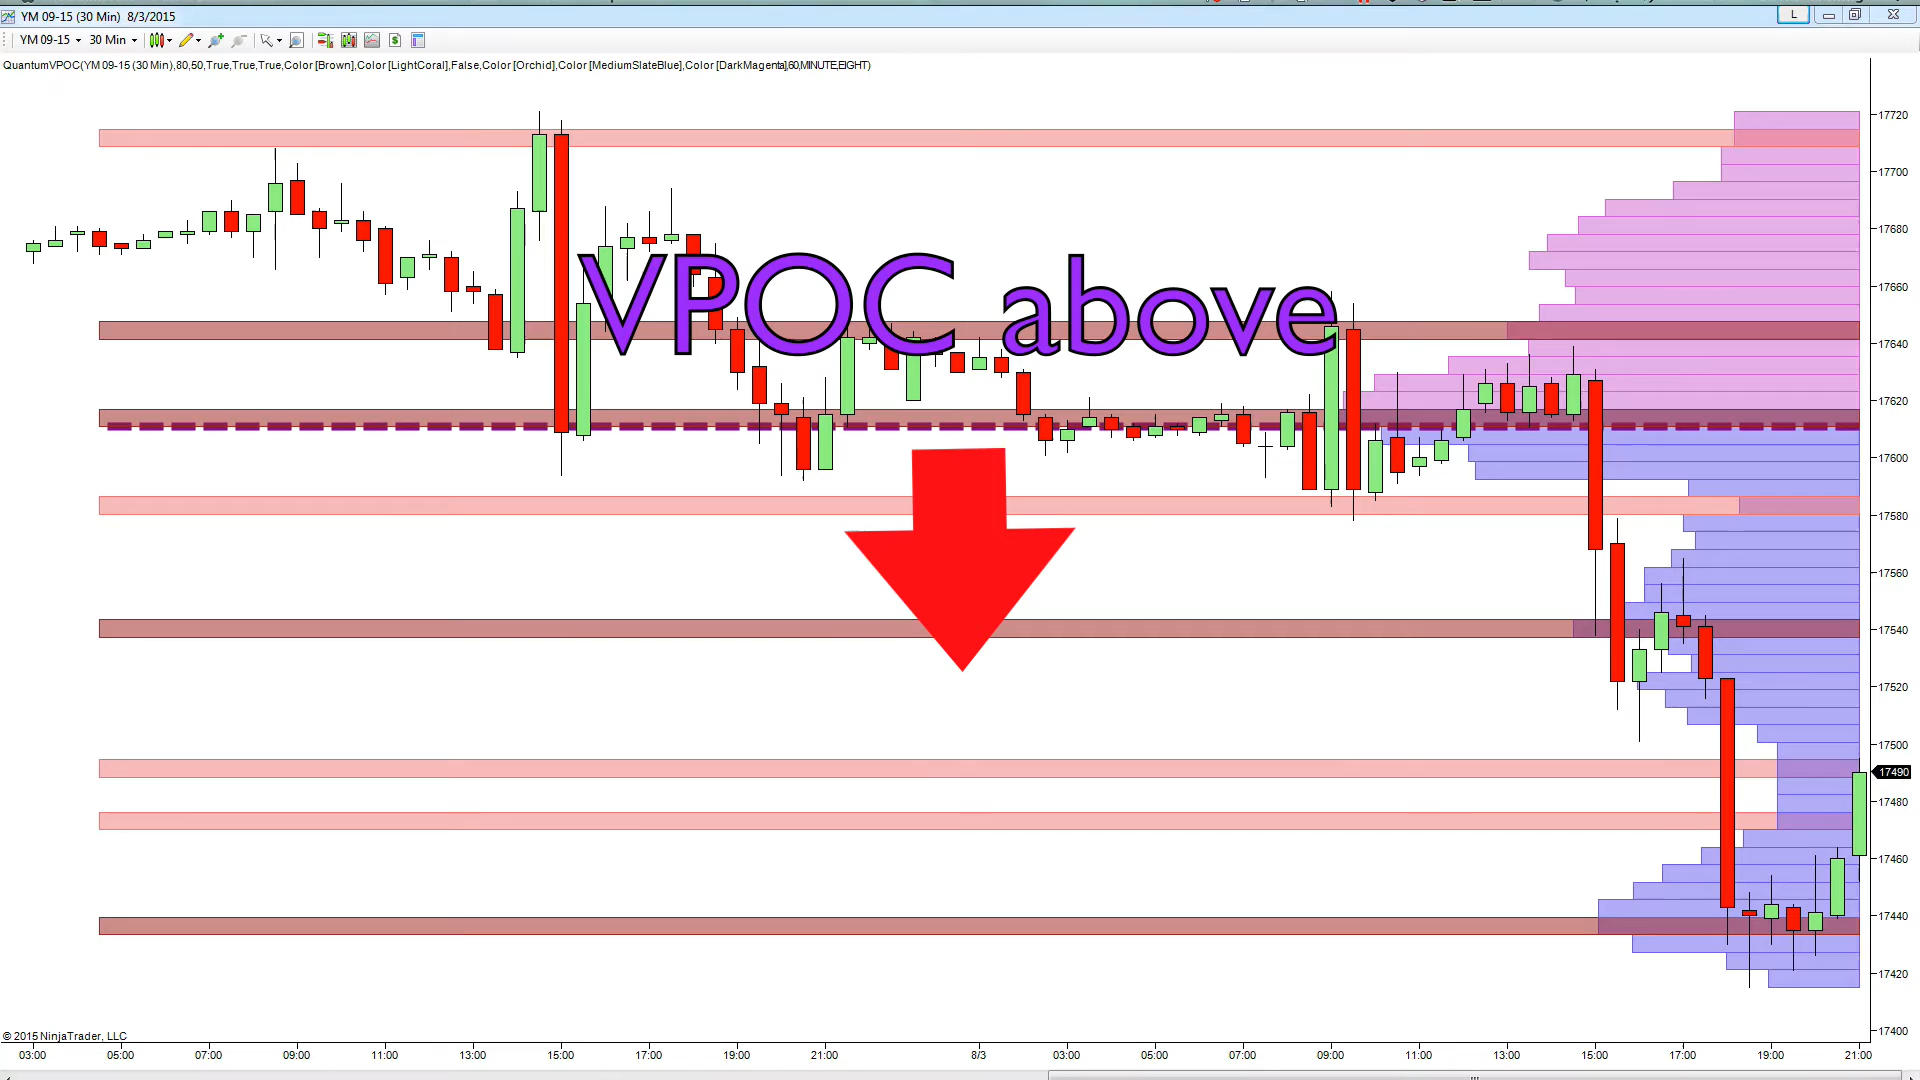 YM 09-15 (30 Min)  8/3/2015
L
YM 09-15
30 Min
QuantumVPOC(YM 09-15 (30 Min),80,50,True,True,True,Color [Brown],Color [LightCoral],False,Color [Orchid],Color [MediumSlateBlue],Color [DarkMagenta],60,MINUTE,EIGHT)
17720
17700
17680
17660
VPOC above
17640
17620
17600
17580
17560
17540
17520
17500
17490
17480
17460
17440
17420
17400
© 2015 NinjaTrader, LLC
03:00 05:00 07:00 09:00 11:00 13:00 15:00 17:00 19:00 21:00 8/3 03:00 05:00 07:00 09:00 11:00 13:00 15:00 17:00 19:00 21:00